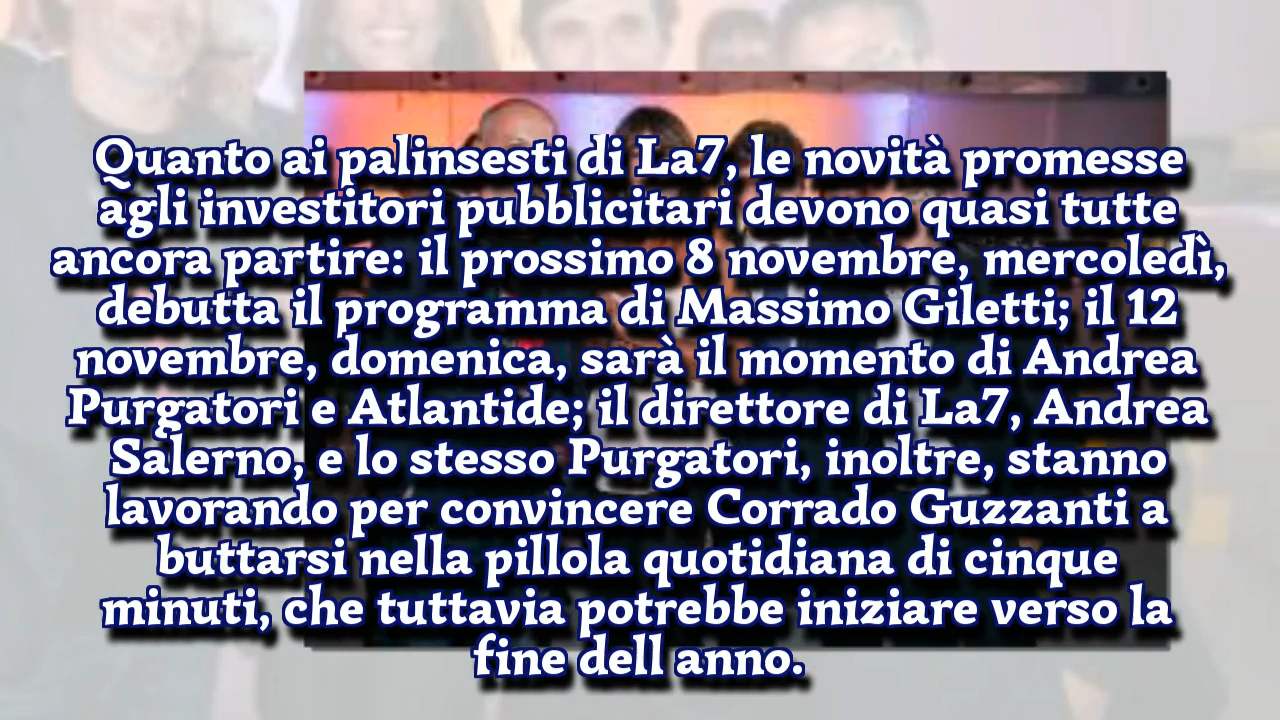 Quanto ai palinsesti di La7, le novità promesse
agli investitori pubblicitari devono quasi tutte
ancora partire: il prossimo 8 novembre, mercoledì,
debutta il programma di Massimo Giletti; il 12
novembre, domenica, sarà il momento di Andrea
Purgatori e Atlantide; il direttore di La7, Andrea
Salerno, e lo stesso Purgatori, inoltre, stanno
lavorando per convincere Corrado Guzzanti a
buttarsi nella pillola quotidiana di cinque
minuti, che tuttavia potrebbe iniziare verso la
fine dell anno.